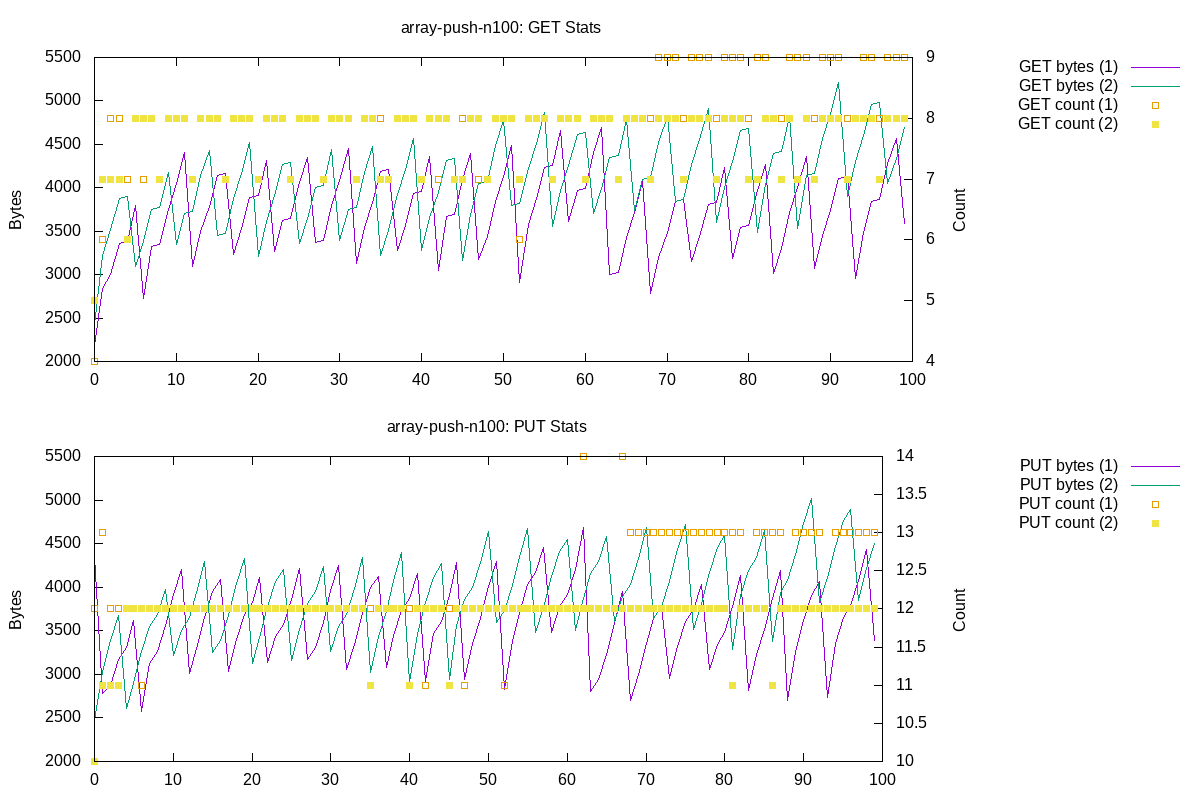 array-push-n100: GET Stats
5500
5000
4500
4000
3500
3000
2500
2000
Bytes
0 10 20 30 40 50 60 70 80 90 100
9
8
7
6
5
4
Count
GET bytes (1)
GET bytes (2)
GET count (1)
GET count (2)
array-push-n100: PUT Stats
5500
5000
4500
4000
3500
3000
2500
2000
Bytes
0 10 20 30 40 50 60 70 80 90 100
14
13.5
13
12.5
12
11.5
11
10.5
10
Count
PUT bytes (1)
PUT bytes (2)
PUT count (1)
PUT count (2)